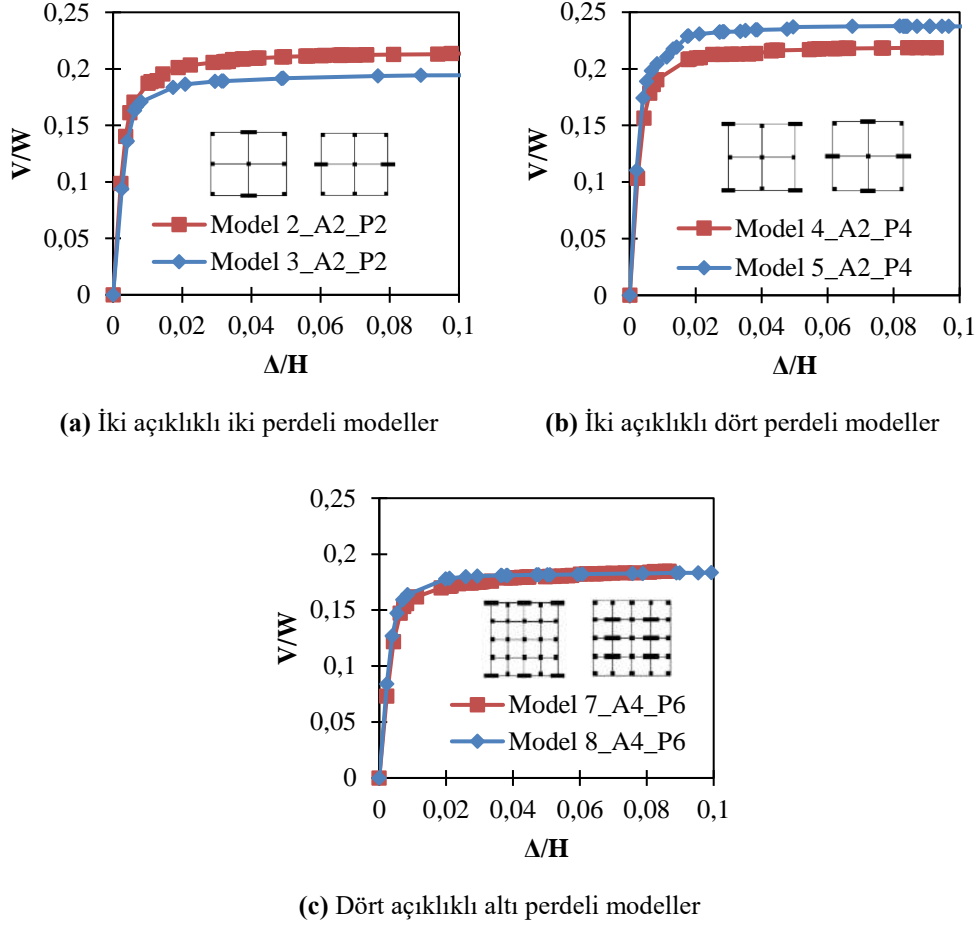 0,25
0,2
0,15
0,1
0,05
0
V/W
0 0,02 0,04 0,06 0,08 0,1
Δ/H
Model 2_A2_P2
Model 3_A2_P2
(a) İki açıklıklı iki perdeli modeller
0,25
0,2
0,15
0,1
0,05
0
V/W
0 0,02 0,04 0,06 0,08 0,1
Δ/H
Model 4_A2_P4
Model 5_A2_P4
(b) İki açıklıklı dört perdeli modeller
0,25
0,2
0,15
0,1
0,05
0
V/W
0 0,02 0,04 0,06 0,08 0,1
Δ/H
Model 7_A4_P6
Model 8_A4_P6
(c) Dört açıklıklı altı perdeli modeller